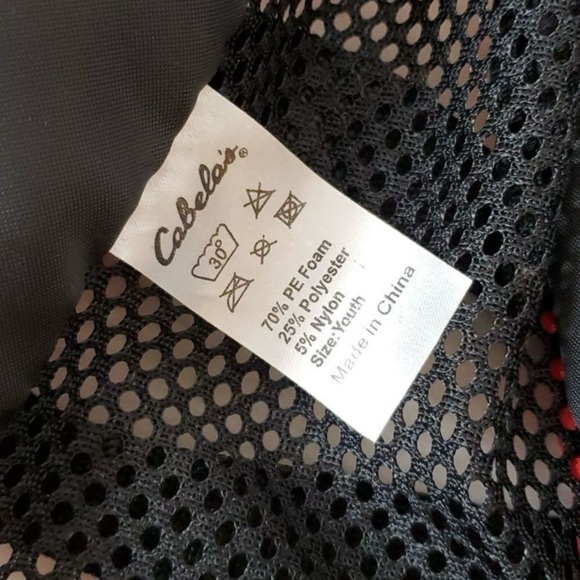 Cabela's®
30°
70% PE Foam
25% Polyester
5% Nylon
Size:Youth
Made In China